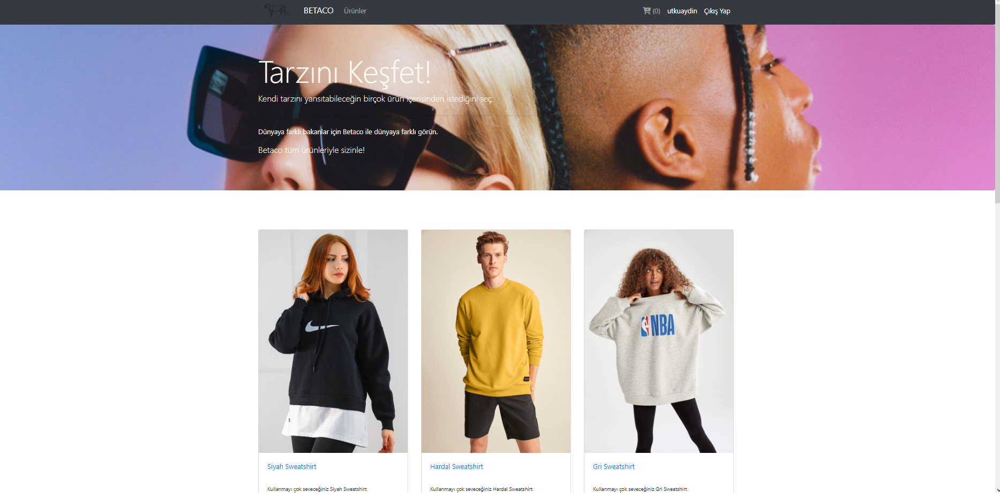 BETACO Ürünler (0) utkuaydin Çıkış Yap
Tarzını Keşfet!
Kendi tarzını yansıtabileceğin birçok ürün içerisinden istediğini seç.
Dünyaya farklı bakanlar için Betaco ile dünyaya farklı görün.
Betaco tüm ürünleriyle sizinle!
NBA
Siyah Sweatshirt
Hardal Sweatshirt
Gri Sweatshirt
Kullanmayı çok seveceğiniz Siyah Sweatshirt
Kullanmayı çok seveceğiniz Hardal Sweatshirt
Kullanmayı çok seveceğiniz Gri Sweatshirt